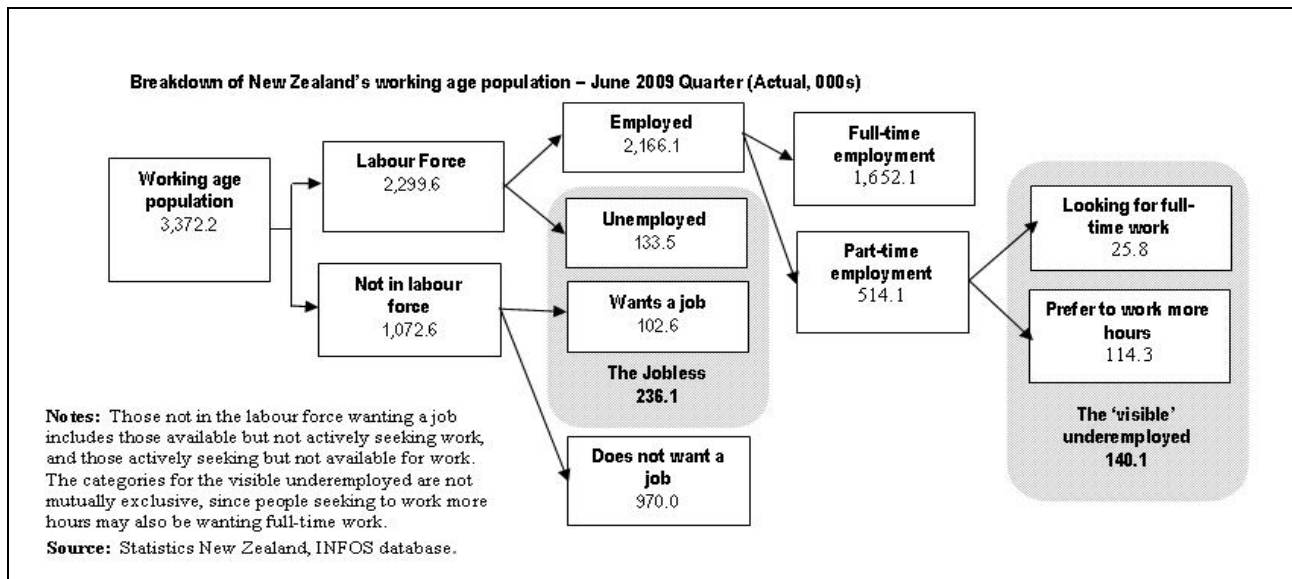 Breakdown of New Zealand's working age population – June 2009 Quarter (Actual, 000s)
Working age
population
3,372.2
Labour Force
2,299.6
Not in labour
force
1,072.6
Employed
2,166.1
Unemployed
133.5
Wants a job
102.6
The Jobless
236.1
Does not want a
job
970.0
Full-time
employment
1,652.1
Part-time
employment
514.1
Looking for full-
time work
25.8
Prefer to work more
hours
114.3
The 'visible'
underemployed
140.1
Notes: Those not in the labour force wanting a job
includes those available but not actively seeking work,
and those actively seeking but not available for work.
The categories for the visible underemployed are not
mutually exclusive, since people seeking to work more
hours may also be wanting full-time work.
Source: Statistics New Zealand, INFOS database.